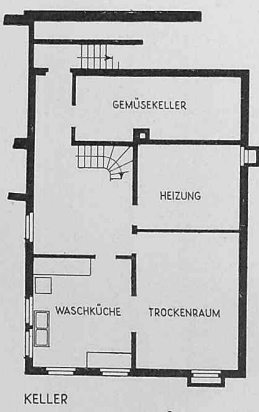 GEMÜSEKELLER
HEIZUNG
WASCHKÜCHE
TROCKENRAUM
KELLER